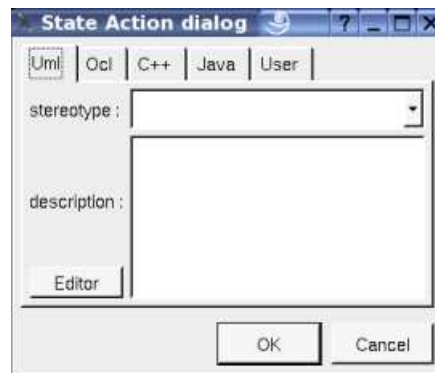 State Action dialog ?
Uml Ocl C++ Java User
stereotype :
description :
Editor
OK Cancel